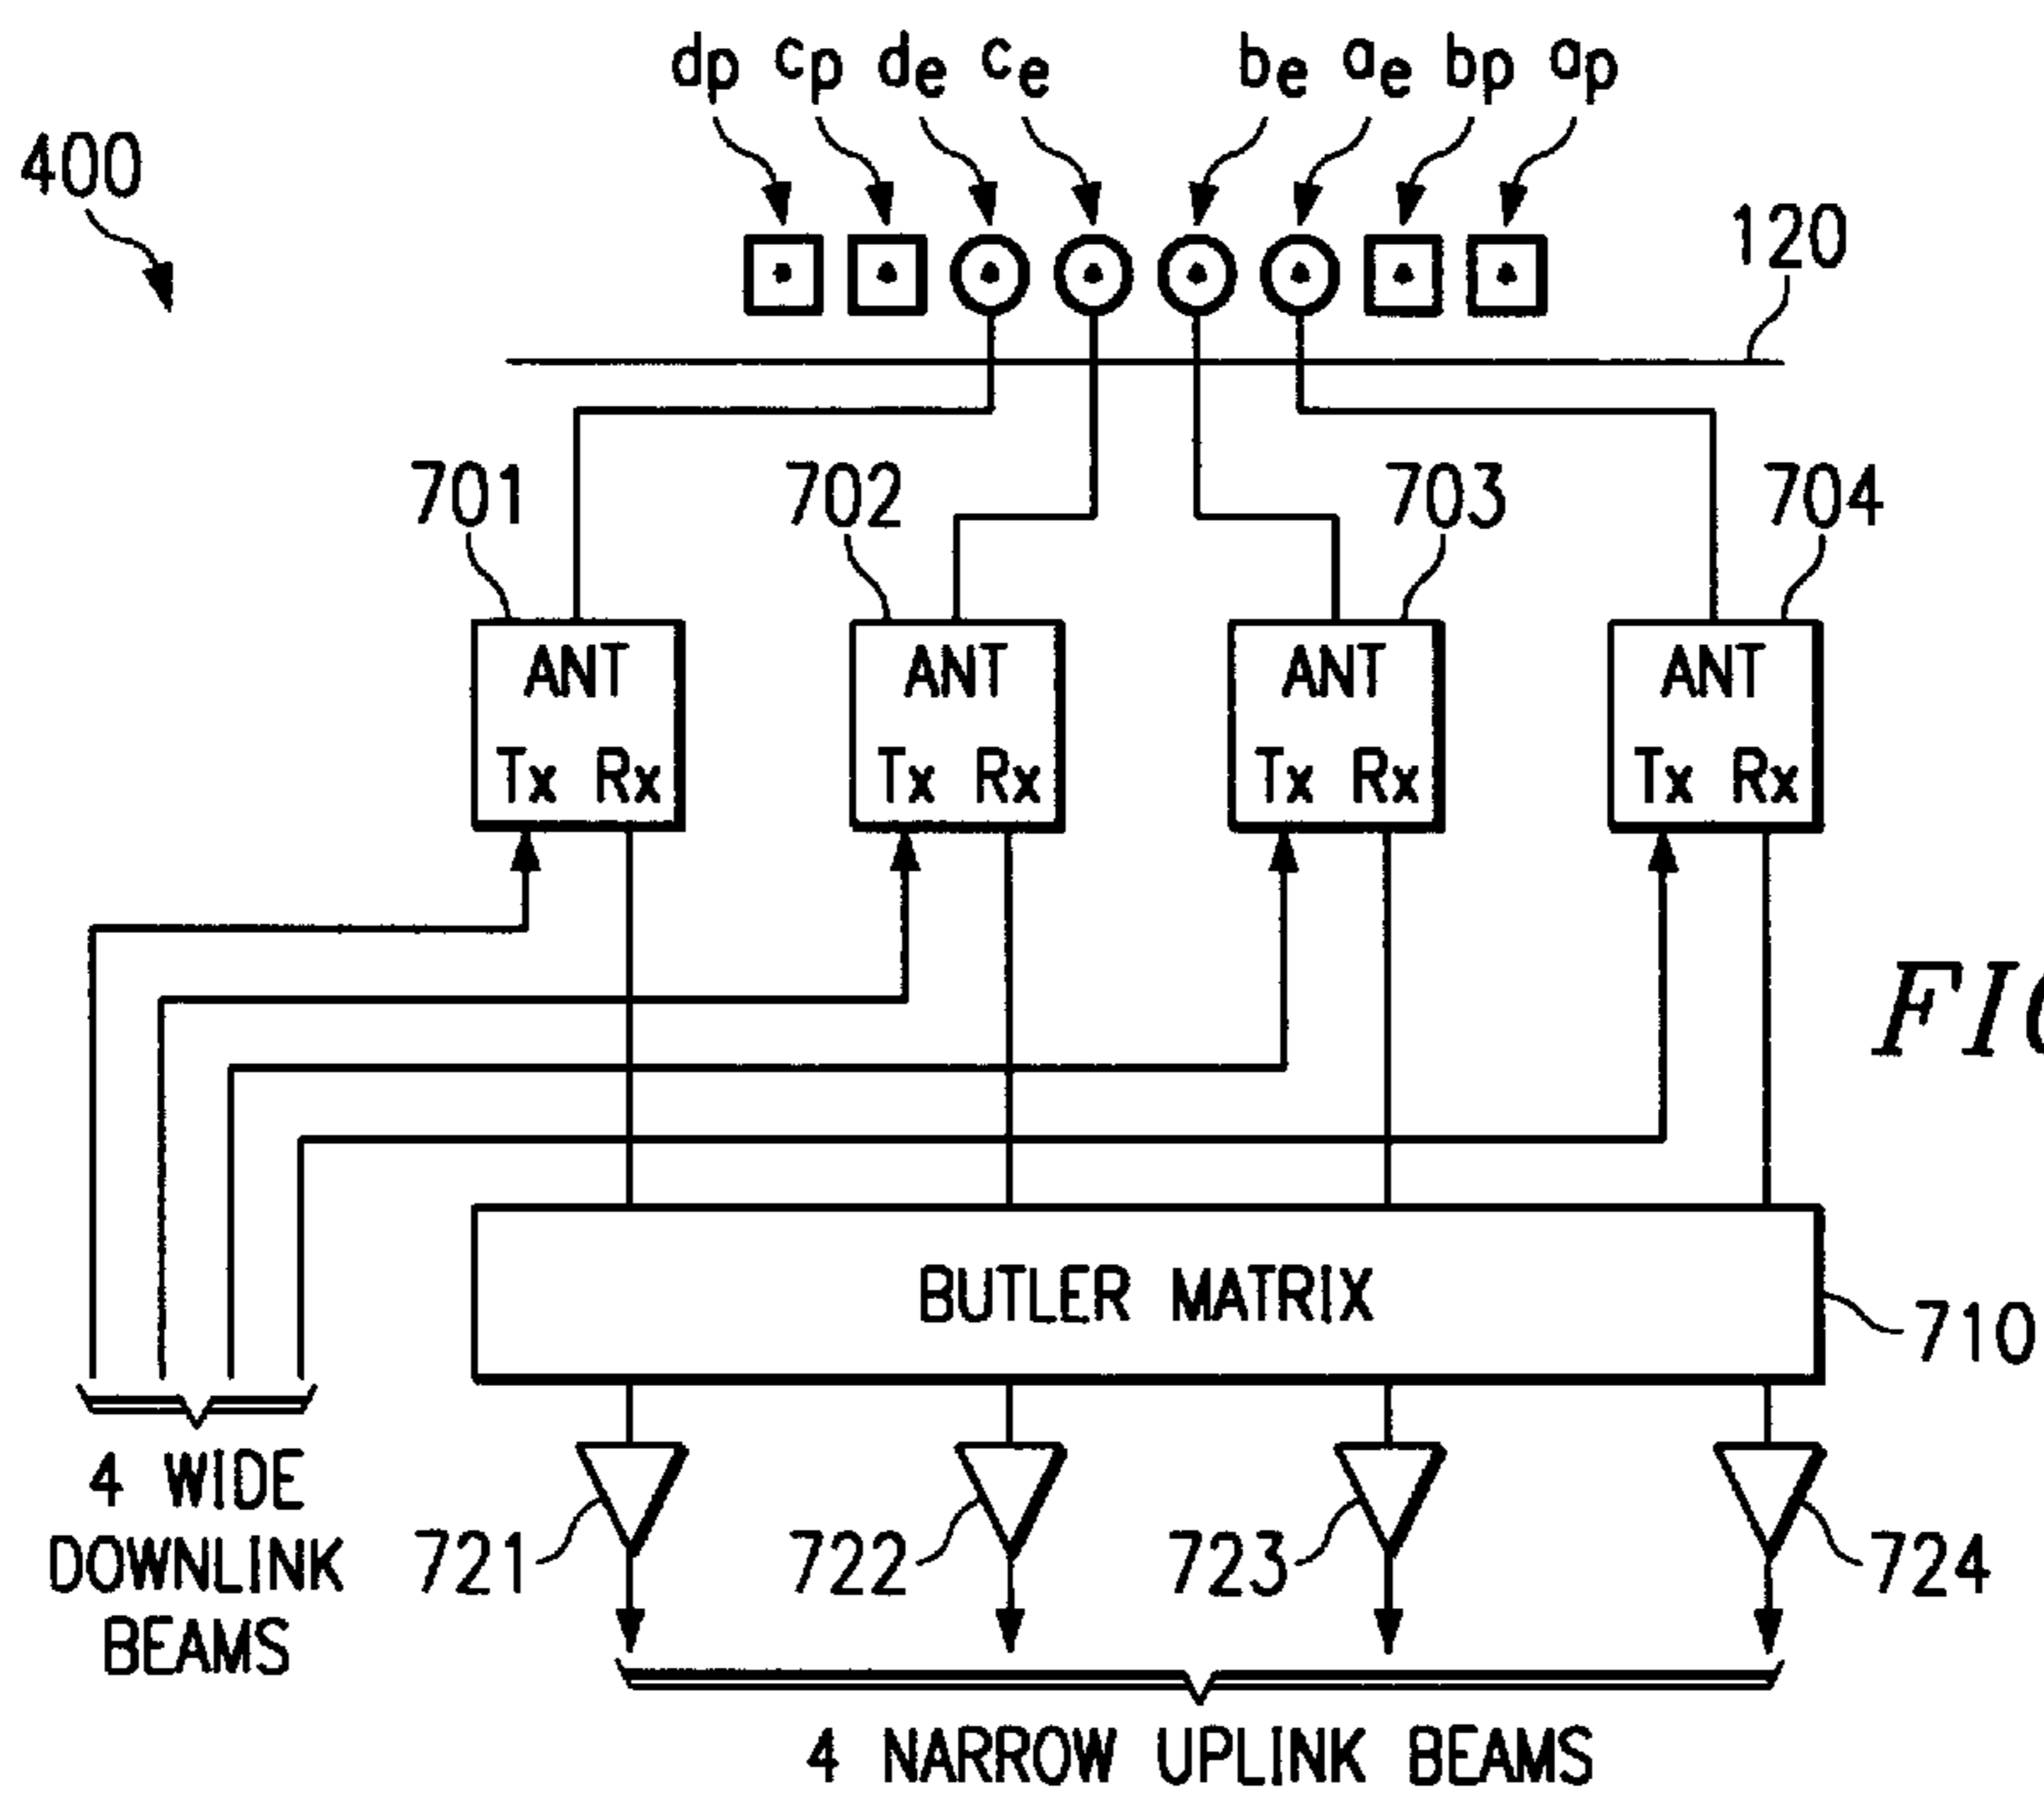 dp cp de ce be ae bp ap
400
120
701 702 703 704
ANT ANT ANT ANT
Tx Rx Tx Rx Tx Rx Tx Rx
BUTLER MATRIX
710
4 WIDE
DOWNLINK
BEAMS
721 722 723 724
4 NARROW UPLINK BEAMS